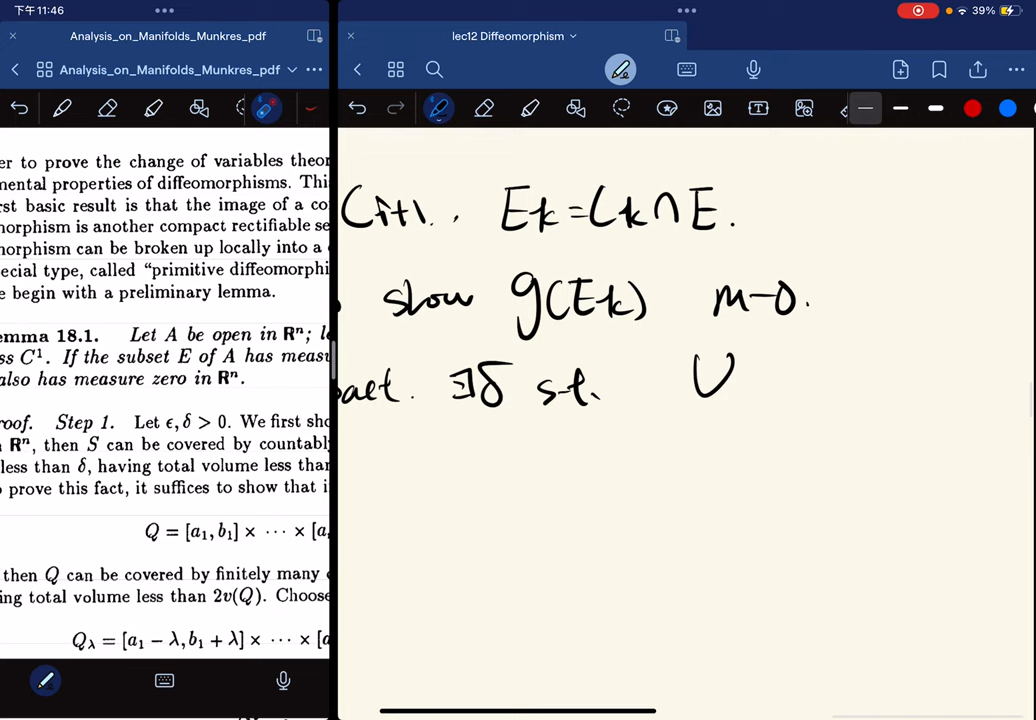 下午11:46
39%
Analysis_on_Manifolds_Munkres_pdf
lec12 Diffeomorphism
Analysis_on_Manifolds_Munkres_pdf
er to prove the change of variables theor
mental properties of diffeomorphisms. Thi
rst basic result is that the image of a co
morphism is another compact rectifiable se
morphism can be broken up locally into a
ecial type, called “primitive diffeomorphi
e begin with a preliminary lemma.
emma 18.1. Let A be open in Rⁿ; l
ss C¹. If the subset E of A has meas
also has measure zero in Rⁿ.
roof. Step 1. Let ϵ, δ > 0. We first sho
n Rⁿ, then S can be covered by countabl
less than δ, having total volume less than
o prove this fact, it suffices to show that i
Q = [a₁, b₁] × ··· × [a
then Q can be covered by finitely many
ing total volume less than 2v(Q). Choose
Q_λ = [a₁ − λ, b₁ + λ] × ··· × [a
Ci+1. Ek = Ck ∩ E.
show g(Ek) m-0.
pact. ∃δ s.t. U